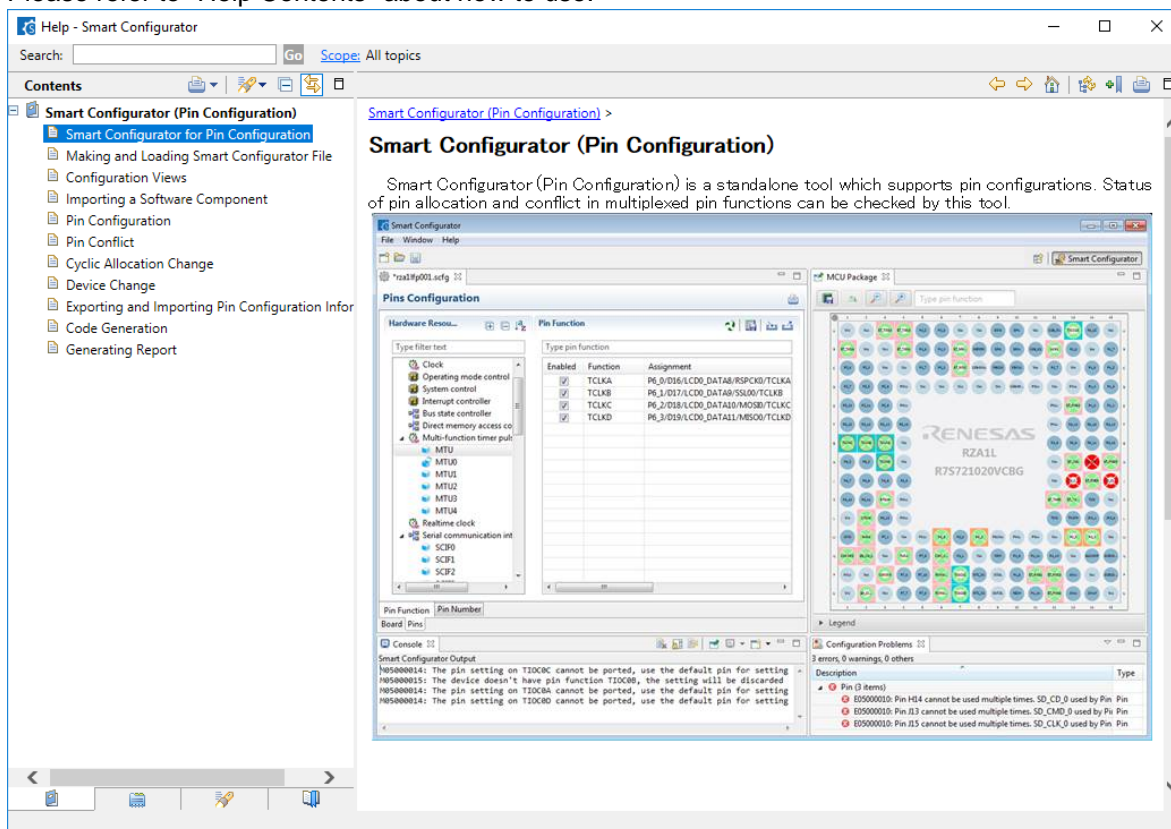 Please refer to "Help Contents" about how to use.
Help - Smart Configurator
Search:
Go
Scope: All topics
Contents
Smart Configurator (Pin Configuration)
Smart Configurator for Pin Configuration
Making and Loading Smart Configurator File
Configuration Views
Importing a Software Component
Pin Configuration
Pin Conflict
Cyclic Allocation Change
Device Change
Exporting and Importing Pin Configuration Infor
Code Generation
Generating Report
Smart Configurator (Pin Configuration) >
Smart Configurator (Pin Configuration)
Smart Configurator (Pin Configuration) is a standalone tool which supports pin configurations. Status
of pin allocation and conflict in multiplexed pin functions can be checked by this tool.
Smart Configurator
File Window Help
Smart Configurator
*rza1lfp001.scfg
Pins Configuration
Hardware Resou...
Type filter text
Clock
Operating mode control
System control
Interrupt controller
Bus state controller
Direct memory access co
Multi-function timer puls
MTU
MTU0
MTU1
MTU2
MTU3
MTU4
Realtime clock
Serial communication int
SCIF0
SCIF1
SCIF2
Pin Function
Type pin function
Enabled Function Assignment
TCLKA P6_0/D16/LCD0_DATA8/RSPCK0/TCLKA
TCLKB P6_1/D17/LCD0_DATA9/SSL00/TCLKB
TCLKC P6_2/D18/LCD0_DATA10/MOSI0/TCLKC
TCLKD P6_3/D19/LCD0_DATA11/MISO0/TCLKD
Pin Function Pin Number
Board Pins
MCU Package
Type pin function
RENESAS
RZA1L
R7S721020VCBG
Legend
Console
Smart Configurator Output
M05000014: The pin setting on TIOC0C cannot be ported, use the default pin for setting
M05000015: The device doesn't have pin function TIOC0B, the setting will be discarded
M05000014: The pin setting on TIOC0A cannot be ported, use the default pin for setting
M05000014: The pin setting on TIOC0D cannot be ported, use the default pin for setting
Configuration Problems
3 errors, 0 warnings, 0 others
Description Type
Pin (3 items)
E05000010: Pin H14 cannot be used multiple times. SD_CD_0 used by Pin Pin
E05000010: Pin J13 cannot be used multiple times. SD_CMD_0 used by Pi Pin
E05000010: Pin J15 cannot be used multiple times. SD_CLK_0 used by Pin Pin